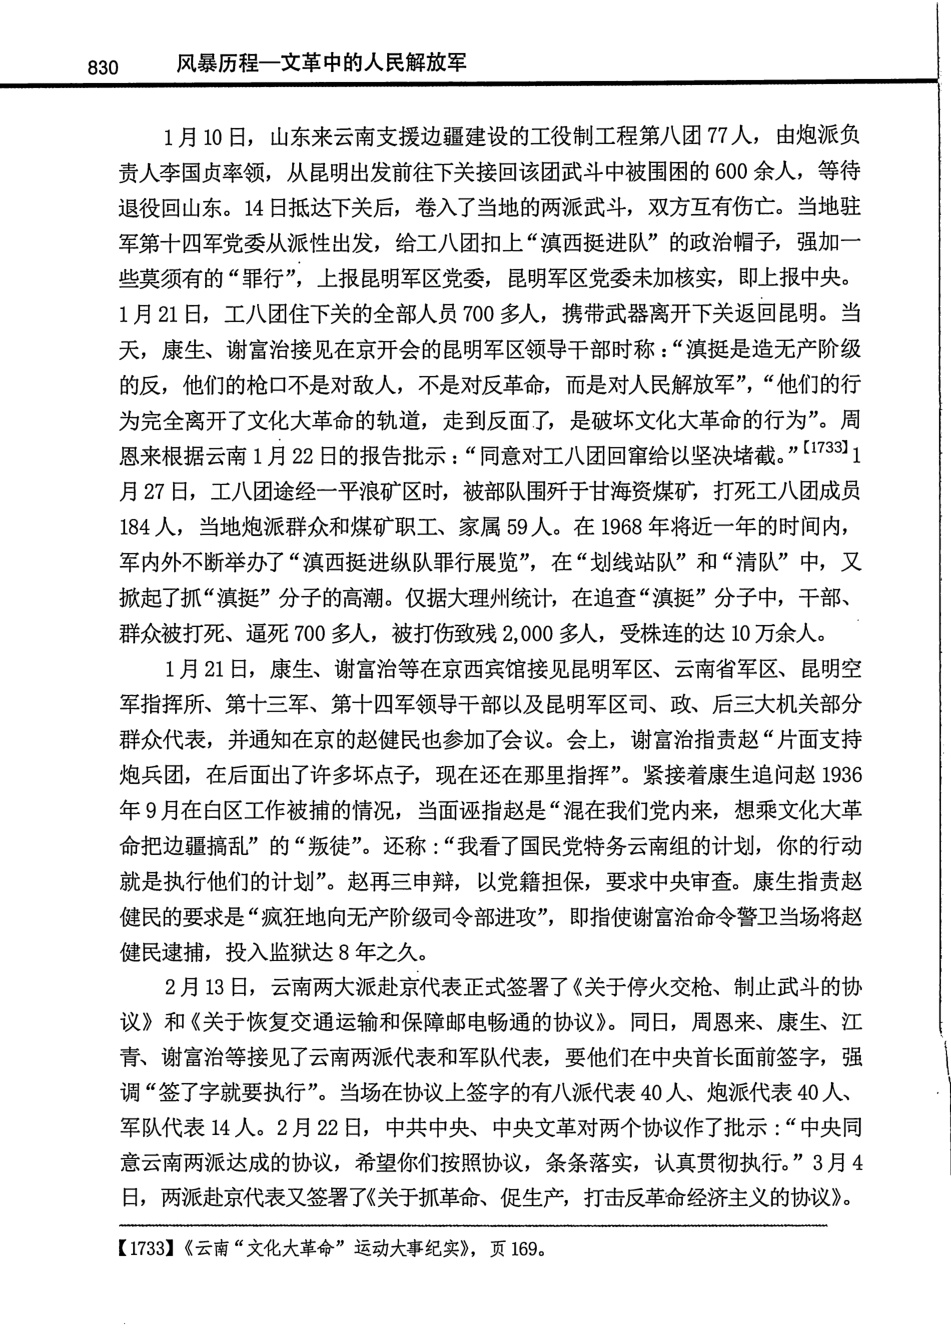 830 风暴历程—文革中的人民解放军
1月10日，山东来云南支援边疆建设的工役制工程第八团77人，由炮派负
责人李国贞率领，从昆明出发前往下关接回该团武斗中被围困的600余人，等待
退役回山东。14日抵达下关后，卷入了当地的两派武斗，双方互有伤亡。当地驻
军第十四军党委从派性出发，给工八团扣上“滇西挺进队”的政治帽子，强加一
些莫须有的“罪行”，上报昆明军区党委，昆明军区党委未加核实，即上报中央。
1月21日，工八团住下关的全部人员700多人，携带武器离开下关返回昆明。当
天，康生、谢富治接见在京开会的昆明军区领导干部时称：“滇挺是造无产阶级
的反，他们的枪口不是对敌人，不是对反革命，而是对人民解放军”，“他们的行
为完全离开了文化大革命的轨道，走到反面了，是破坏文化大革命的行为”。周
恩来根据云南1月22日的报告批示：“同意对工八团回窜给以坚决堵截。”【1733】1
月27日，工八团途经一平浪矿区时，被部队围歼于甘海资煤矿，打死工八团成员
184人，当地炮派群众和煤矿职工、家属59人。在1968年将近一年的时间内，
军内外不断举办了“滇西挺进纵队罪行展览”，在“划线站队”和“清队”中，又
掀起了抓“滇挺”分子的高潮。仅据大理州统计，在追查“滇挺”分子中，干部、
群众被打死、逼死700多人，被打伤致残2,000多人，受株连的达10万余人。
1月21日，康生、谢富治等在京西宾馆接见昆明军区、云南省军区、昆明空
军指挥所、第十三军、第十四军领导干部以及昆明军区司、政、后三大机关部分
群众代表，并通知在京的赵健民也参加了会议。会上，谢富治指责赵“片面支持
炮兵团，在后面出了许多坏点子，现在还在那里指挥”。紧接着康生追问赵1936
年9月在白区工作被捕的情况，当面诬指赵是“混在我们党内来，想乘文化大革
命把边疆搞乱”的“叛徒”。还称：“我看了国民党特务云南组的计划，你的行动
就是执行他们的计划”。赵再三申辩，以党籍担保，要求中央审查。康生指责赵
健民的要求是“疯狂地向无产阶级司令部进攻”，即指使谢富治命令警卫当场将赵
健民逮捕，投入监狱达8年之久。
2月13日，云南两大派赴京代表正式签署了《关于停火交枪、制止武斗的协
议》和《关于恢复交通运输和保障邮电畅通的协议》。同日，周恩来、康生、江
青、谢富治等接见了云南两派代表和军队代表，要他们在中央首长面前签字，强
调“签了字就要执行”。当场在协议上签字的有八派代表40人、炮派代表40人、
军队代表14人。2月22日，中共中央、中央文革对两个协议作了批示：“中央同
意云南两派达成的协议，希望你们按照协议，条条落实，认真贯彻执行。”3月4
日，两派赴京代表又签署了《关于抓革命、促生产，打击反革命经济主义的协议》。
【1733】《云南“文化大革命”运动大事纪实》，页169。